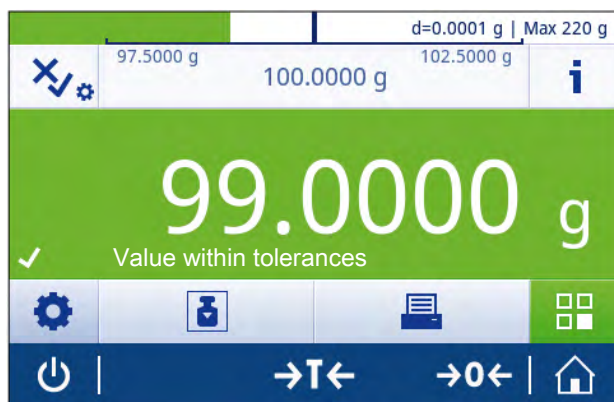 d=0.0001 g | Max 220 g
97.5000 g 102.5000 g
100.0000 g
i
99.0000 g
Value within tolerances
→T← →0←